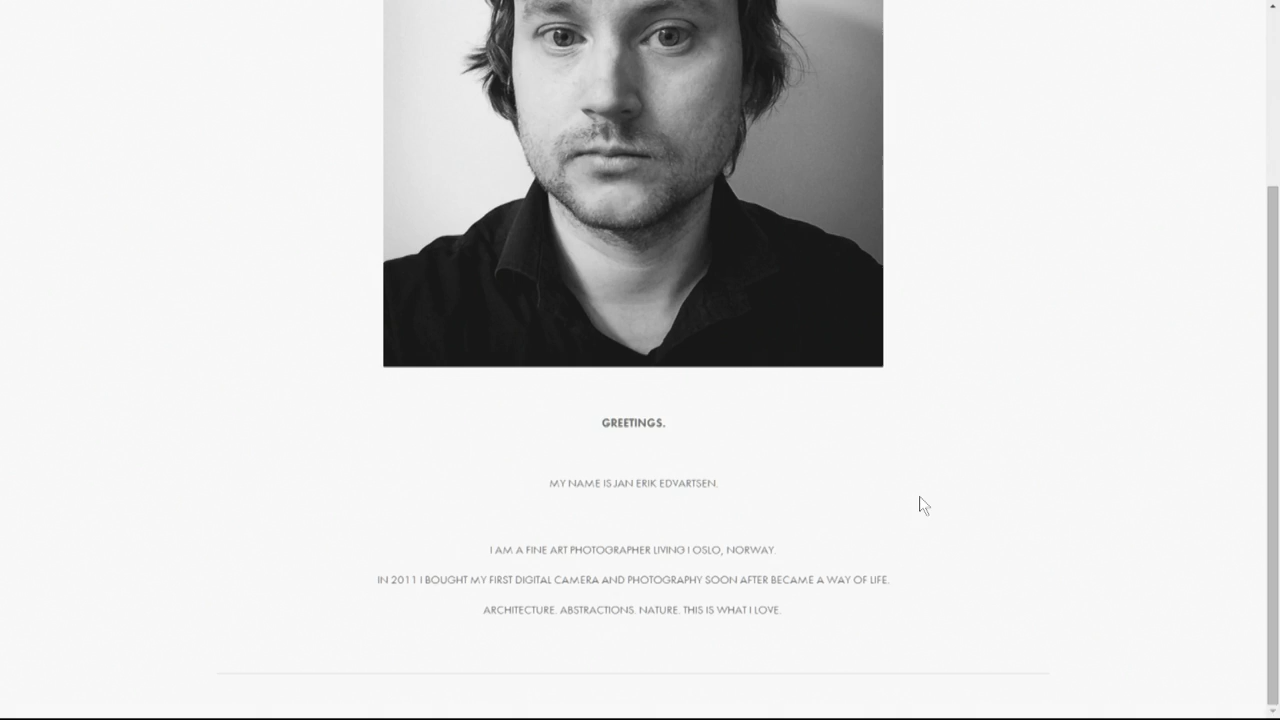 GREETINGS.
MY NAME IS JAN ERIK EDVARTSEN.
I AM A FINE ART PHOTOGRAPHER LIVING I OSLO, NORWAY.
IN 2011 I BOUGHT MY FIRST DIGITAL CAMERA AND PHOTOGRAPHY SOON AFTER BECAME A WAY OF LIFE.
ARCHITECTURE. ABSTRACTIONS. NATURE. THIS IS WHAT I LOVE.